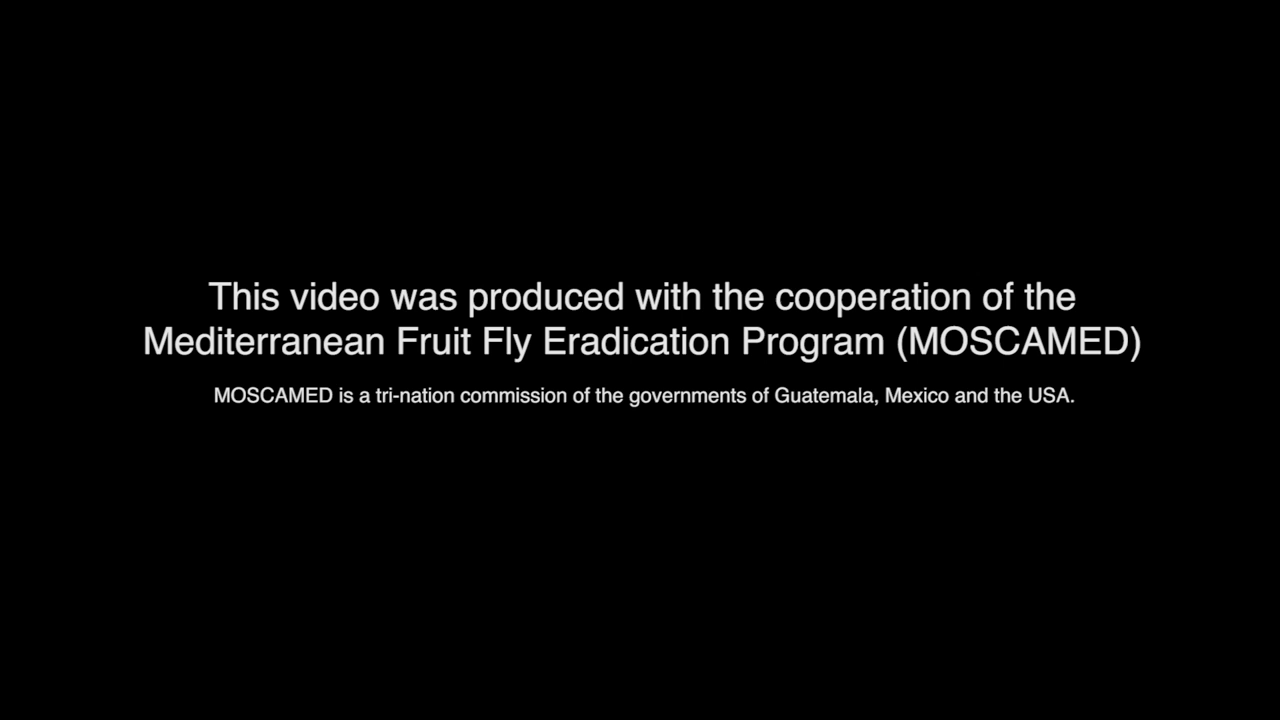 This video was produced with the cooperation of the
Mediterranean Fruit Fly Eradication Program (MOSCAMED)
MOSCAMED is a tri-nation commission of the governments of Guatemala, Mexico and the USA.